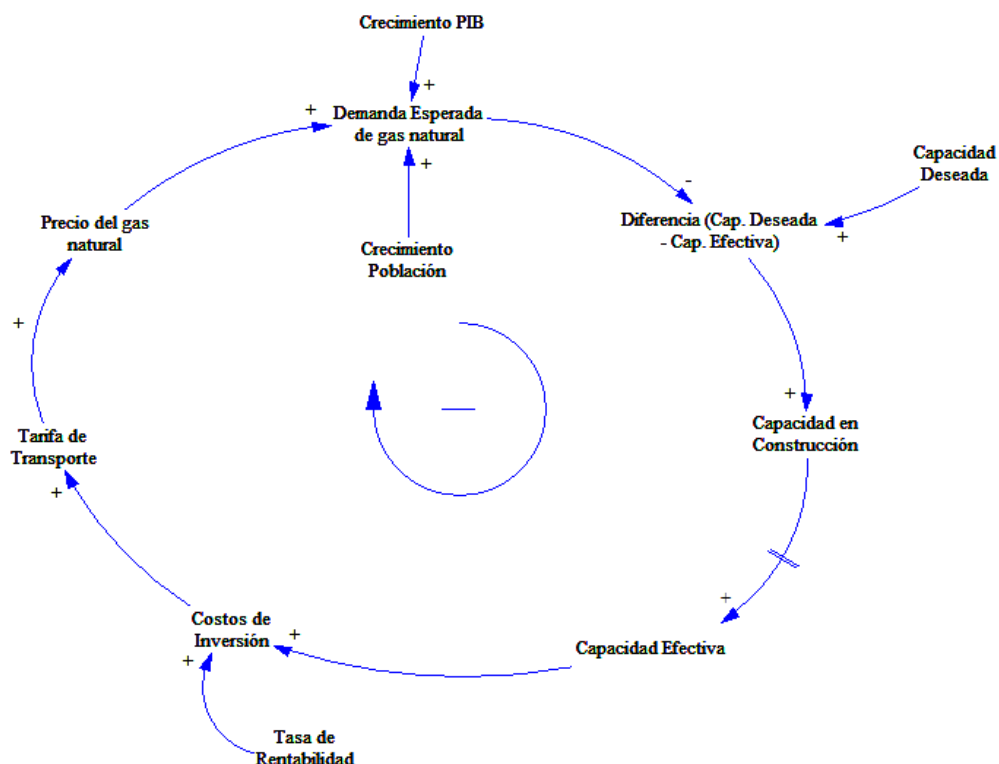 Crecimiento PIB
+
+
Demanda Esperada
de gas natural
+
-
Capacidad
Deseada
Diferencia (Cap. Deseada
- Cap. Efectiva)
+
Precio del gas
natural
Crecimiento
Población
+
+
Capacidad en
Construcción
Tarifa de
Transporte
+
+
Capacidad Efectiva
Costos de
Inversión
+
+
Tasa de
Rentabilidad